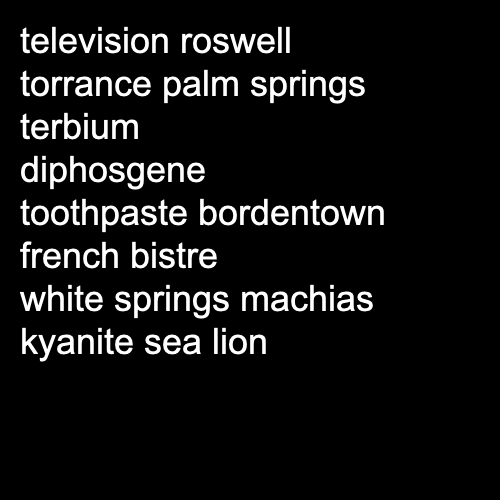 television roswell
torrance palm springs
terbium
diphosgene
toothpaste bordentown
french bistre
white springs machias
kyanite sea lion